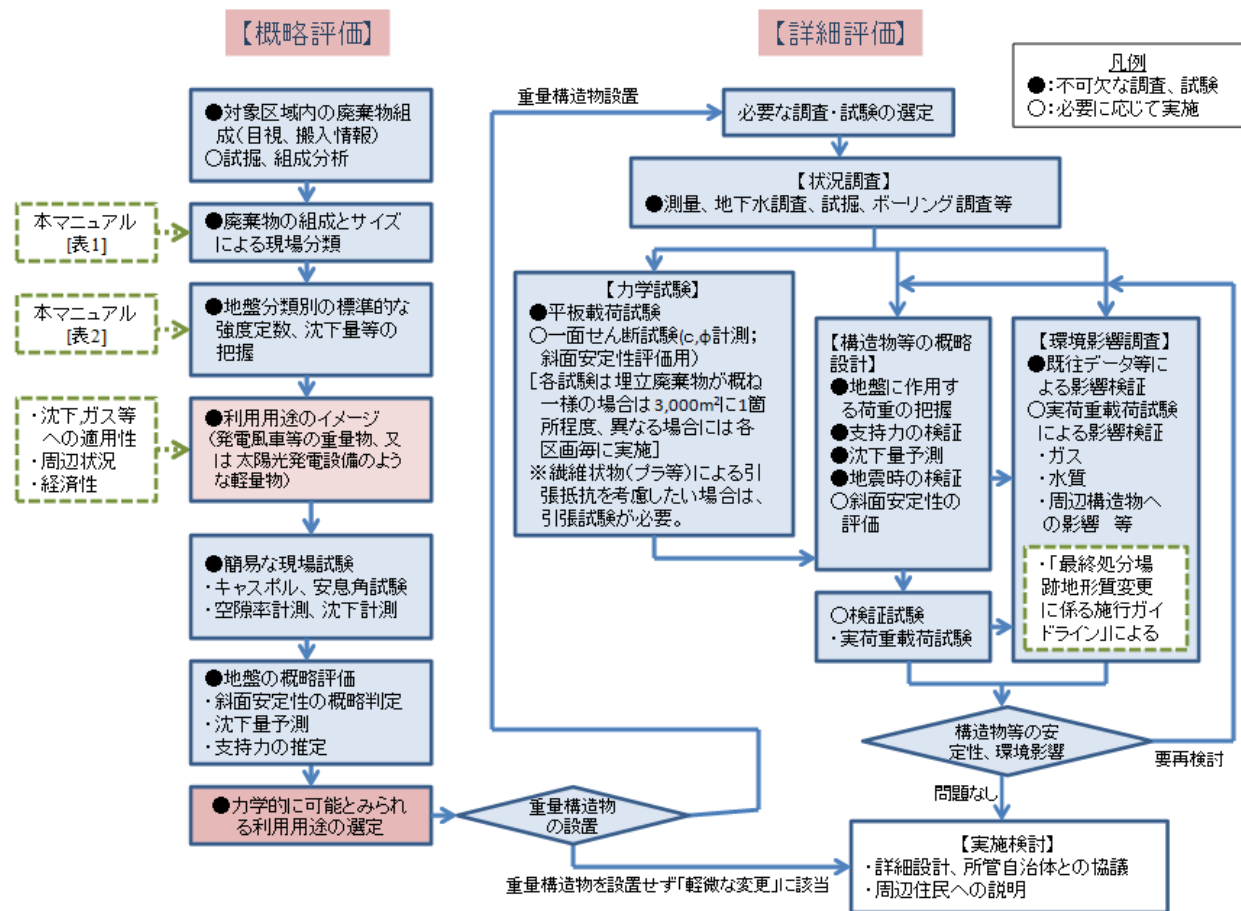 【概略評価】
●対象区域内の廃棄物組
成(目視、搬入情報)
○試掘、組成分析
本マニュアル
[表1]
●廃棄物の組成とサイズ
による現場分類
本マニュアル
[表2]
●地盤分類別の標準的な
強度定数、沈下量等の
把握
・沈下,ガス等
への適用性
・周辺状況
・経済性
●利用用途のイメージ
(発電風車等の重量物、又
は太陽光発電設備のよう
な軽量物)
●簡易な現場試験
・キャスポル、安息角試験
・空隙率計測、沈下計測
●地盤の概略評価
・斜面安定性の概略判定
・沈下量予測
・支持力の推定
●力学的に可能とみられ
る利用用途の選定
重量構造物
の設置
重量構造物設置
重量構造物を設置せず「軽微な変更」に該当
【詳細評価】
凡例
●:不可欠な調査、試験
○:必要に応じて実施
必要な調査・試験の選定
【状況調査】
●測量、地下水調査、試掘、ボーリング調査等
【力学試験】
●平板載荷試験
○一面せん断試験(c,φ計測;
斜面安定性評価用)
[各試験は埋立廃棄物が概ね
一様の場合は3,000m²に1箇
所程度、異なる場合には各
区画毎に実施]
※繊維状物(プラ等)による引
張抵抗を考慮したい場合は、
引張試験が必要。
【構造物等の概略
設計】
●地盤に作用す
る荷重の把握
●支持力の検証
●沈下量予測
●地震時の検証
○斜面安定性の
評価
○検証試験
・実荷重載荷試験
【環境影響調査】
●既往データ等
による影響検証
○実荷重載荷試験
による影響検証
・ガス
・水質
・周辺構造物へ
の影響 等
・「最終処分場
跡地形質変更
に係る施行ガイ
ドライン」による
構造物等の安
定性、環境影響
要再検討
問題なし
【実施検討】
・詳細設計、所管自治体との協議
・周辺住民への説明